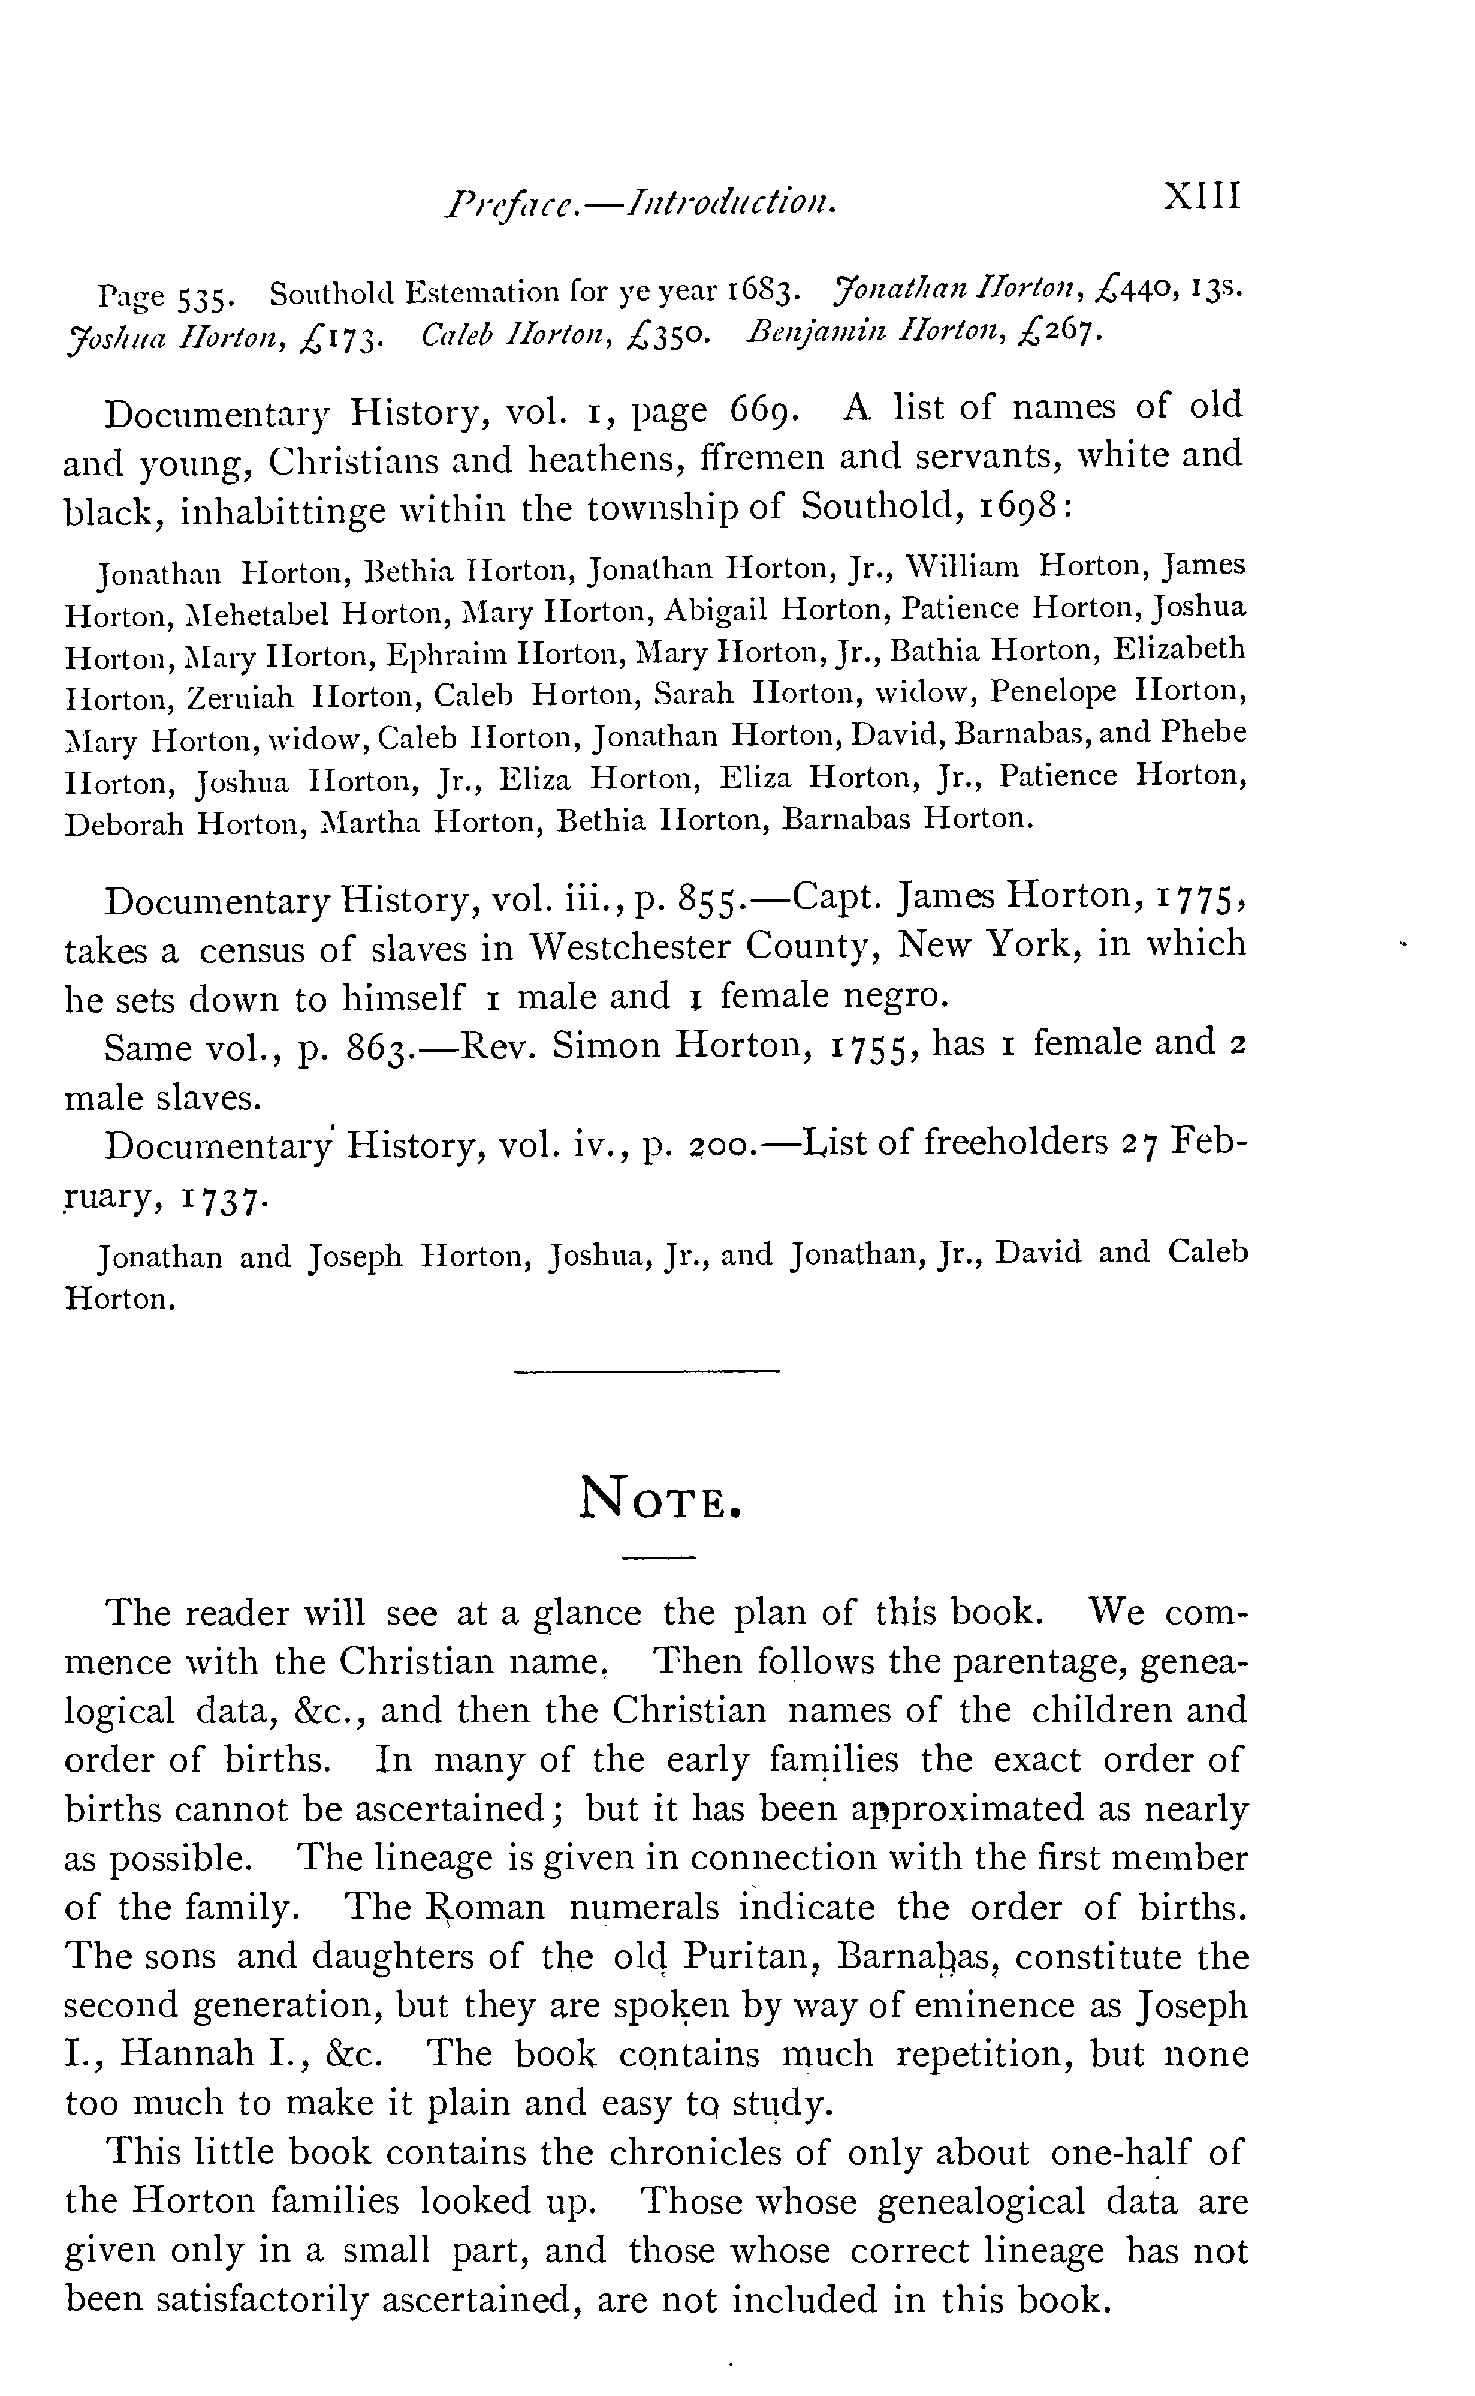 Preface.—Introduction. XIII
Page 535. Southold Estemation for ye year 1683. Jonathan Horton, £440, 13s.
Joshua Horton, £173. Caleb Horton, £350. Benjamin Horton, £267.
Documentary History, vol. 1, page 669. A list of names of old
and young, Christians and heathens, ffremen and servants, white and
black, inhabittinge within the township of Southold, 1698:
Jonathan Horton, Bethia Horton, Jonathan Horton, Jr., William Horton, James
Horton, Mehetabel Horton, Mary Horton, Abigail Horton, Patience Horton, Joshua
Horton, Mary Horton, Ephraim Horton, Mary Horton, Jr., Bathia Horton, Elizabeth
Horton, Zeruiah Horton, Caleb Horton, Sarah Horton, widow, Penelope Horton,
Mary Horton, widow, Caleb Horton, Jonathan Horton, David, Barnabas, and Phebe
Horton, Joshua Horton, Jr., Eliza Horton, Eliza Horton, Jr., Patience Horton,
Deborah Horton, Martha Horton, Bethia Horton, Barnabas Horton.
Documentary History, vol. iii., p. 855.—Capt. James Horton, 1775,
takes a census of slaves in Westchester County, New York, in which
he sets down to himself 1 male and 1 female negro.
Same vol., p. 863.—Rev. Simon Horton, 1755, has 1 female and 2
male slaves.
Documentary History, vol. iv., p. 200.—List of freeholders 27 Feb-
ruary, 1737.
Jonathan and Joseph Horton, Joshua, Jr., and Jonathan, Jr., David and Caleb
Horton.
NOTE.
The reader will see at a glance the plan of this book. We com-
mence with the Christian name. Then follows the parentage, genea-
logical data, &c., and then the Christian names of the children and
order of births. In many of the early families the exact order of
births cannot be ascertained; but it has been approximated as nearly
as possible. The lineage is given in connection with the first member
of the family. The Roman numerals indicate the order of births.
The sons and daughters of the old Puritan, Barnabas, constitute the
second generation, but they are spoken by way of eminence as Joseph
I., Hannah I., &c. The book contains much repetition, but none
too much to make it plain and easy to study.
This little book contains the chronicles of only about one-half of
the Horton families looked up. Those whose genealogical data are
given only in a small part, and those whose correct lineage has not
been satisfactorily ascertained, are not included in this book.